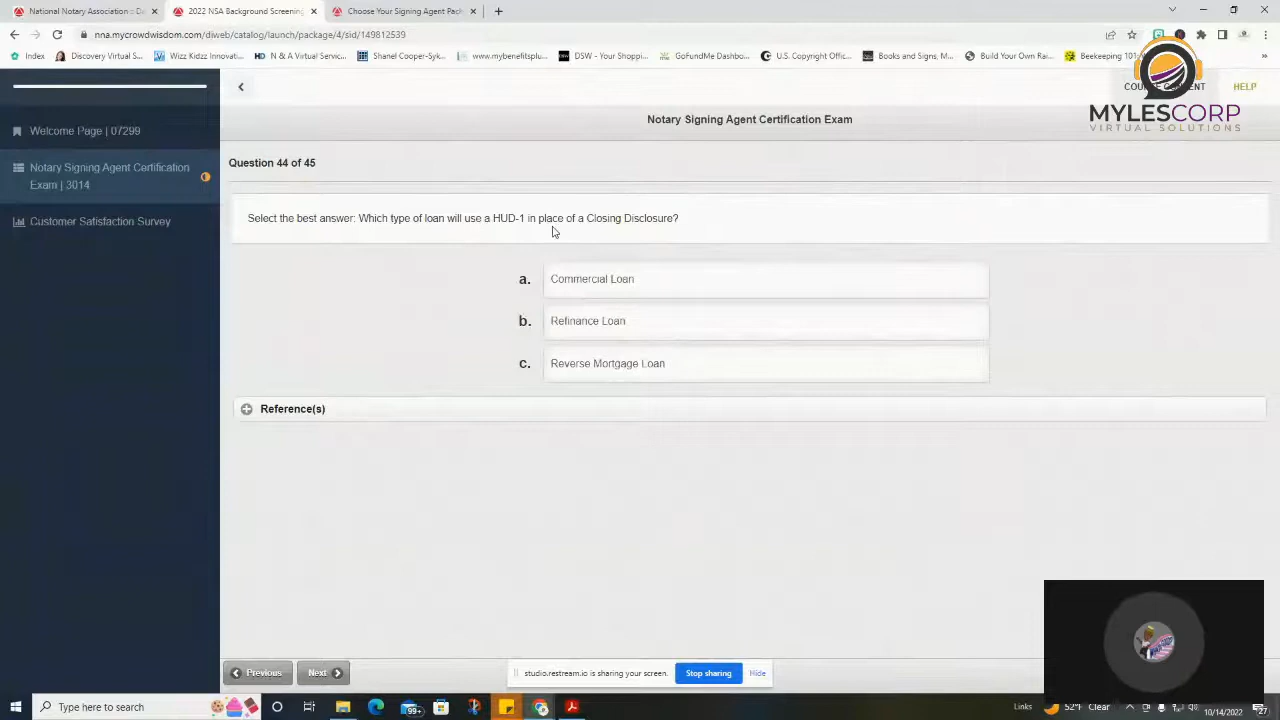 National Notary Association - De
2022 NSA Background Screening
Choose Your Signing Agent Pack
nna.mycrowdwisdom.com/diweb/catalog/launch/package/4/sid/149812539
Index
Discovery Virtual S...
Wizz Kidzz Innovati...
N & A Virtual Servic...
Shanel Cooper-Syk...
www.mybenefitsplu...
DSW - Your Shoppi...
GoFundMe Dashbo...
U.S. Copyright Offic...
Books and Signs, M...
Build Your Own Rai...
Beekeeping 101:
HELP
MYLESCORP
VIRTUAL SOLUTIONS
Notary Signing Agent Certification Exam
Welcome Page | 07299
Notary Signing Agent Certification
Exam | 3014
Customer Satisfaction Survey
Question 44 of 45
Select the best answer: Which type of loan will use a HUD-1 in place of a Closing Disclosure?
a. Commercial Loan
b. Refinance Loan
c. Reverse Mortgage Loan
Reference(s)
Previous
Next
studio.restream.io is sharing your screen.
Stop sharing
Hide
Type here to search
99+
Links
52°F Clear
10/14/2022